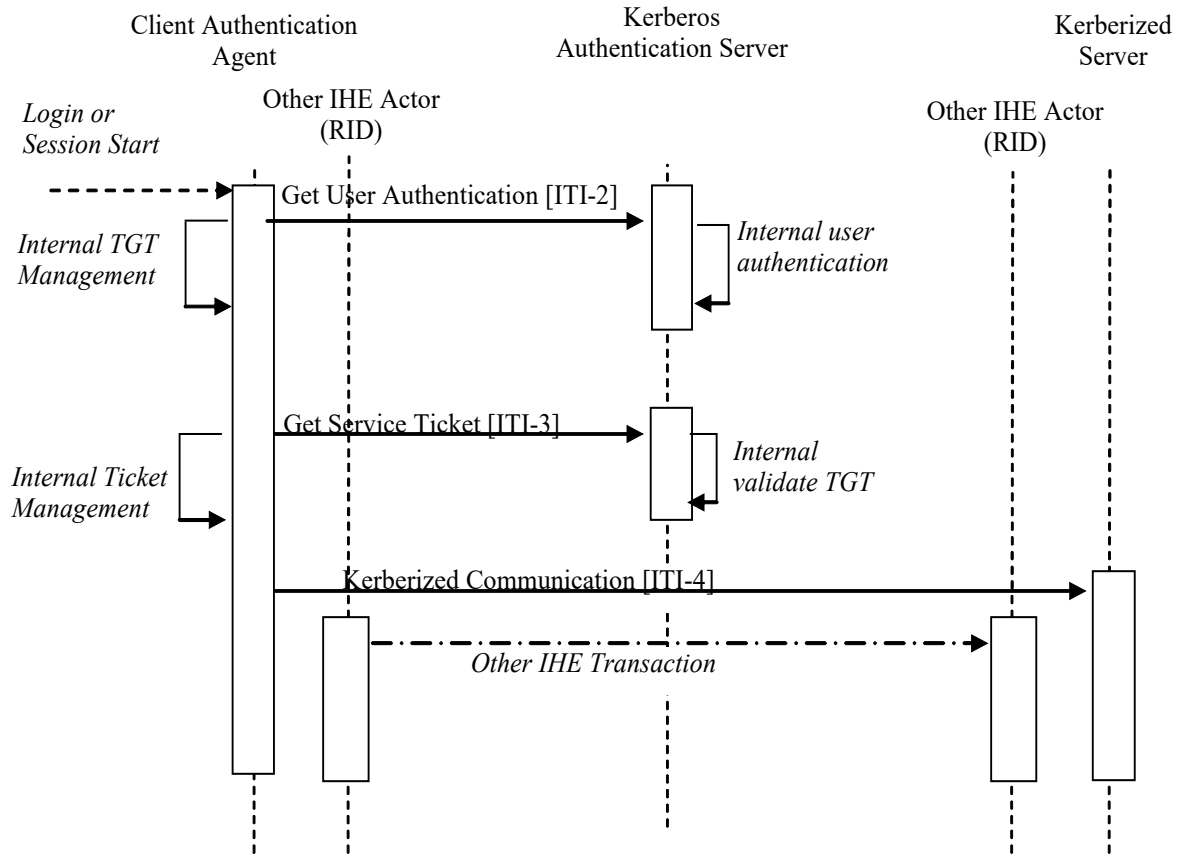 Client Authentication
Agent
Kerberos
Authentication Server
Kerberized
Server
Other IHE Actor
(RID)
Other IHE Actor
(RID)
Login or
Session Start
Get User Authentication [ITI-2]
Internal TGT
Management
Internal user
authentication
Get Service Ticket [ITI-3]
Internal Ticket
Management
Internal
validate TGT
Kerberized Communication [ITI-4]
Other IHE Transaction